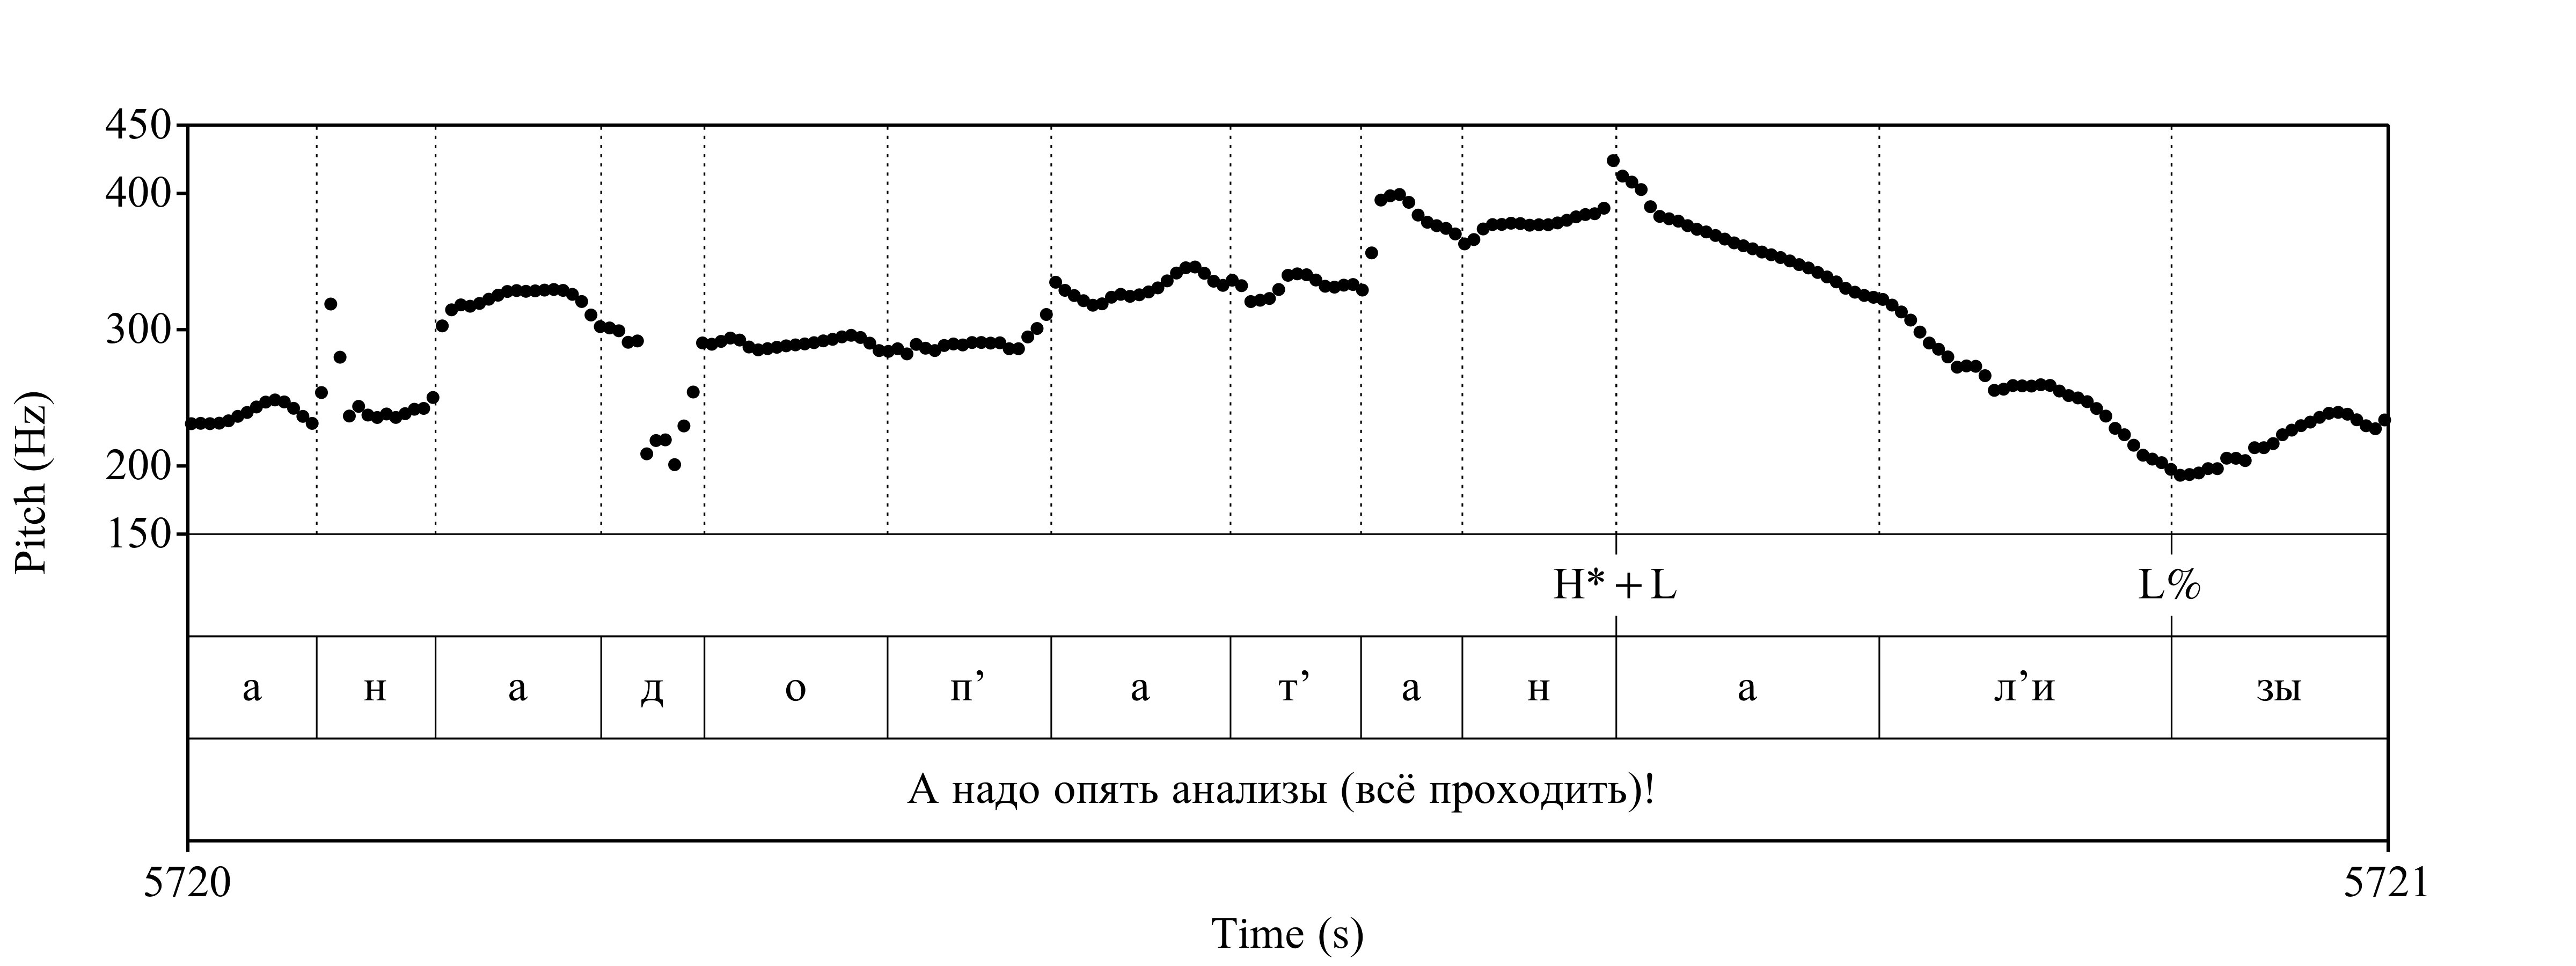 450
400
300
200
150
Pitch (Hz)
H* + L L%
а н а д о п’ а т’ а н а л’и зы
А надо опять анализы (всё проходить)!
5720 5721
Time (s)